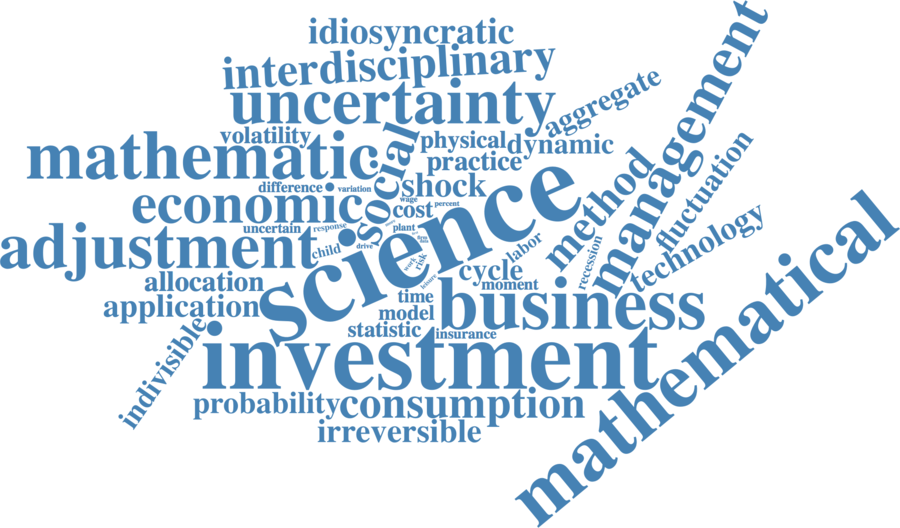 idiosyncratic
interdisciplinary
uncertainty
aggregate
management
volatility
physical
dynamic
mathematic
social
practice
method
fluctuation
difference
variation
shock
economic
wage
cost
percent
science
technology
uncertain
response
plant
adjustment
child
drive
labor
recession
work
risk
cycle
allocation
leisure
moment
application
time
business
mathematical
model
indivisible
statistic
insurance
investment
probability
consumption
irreversible